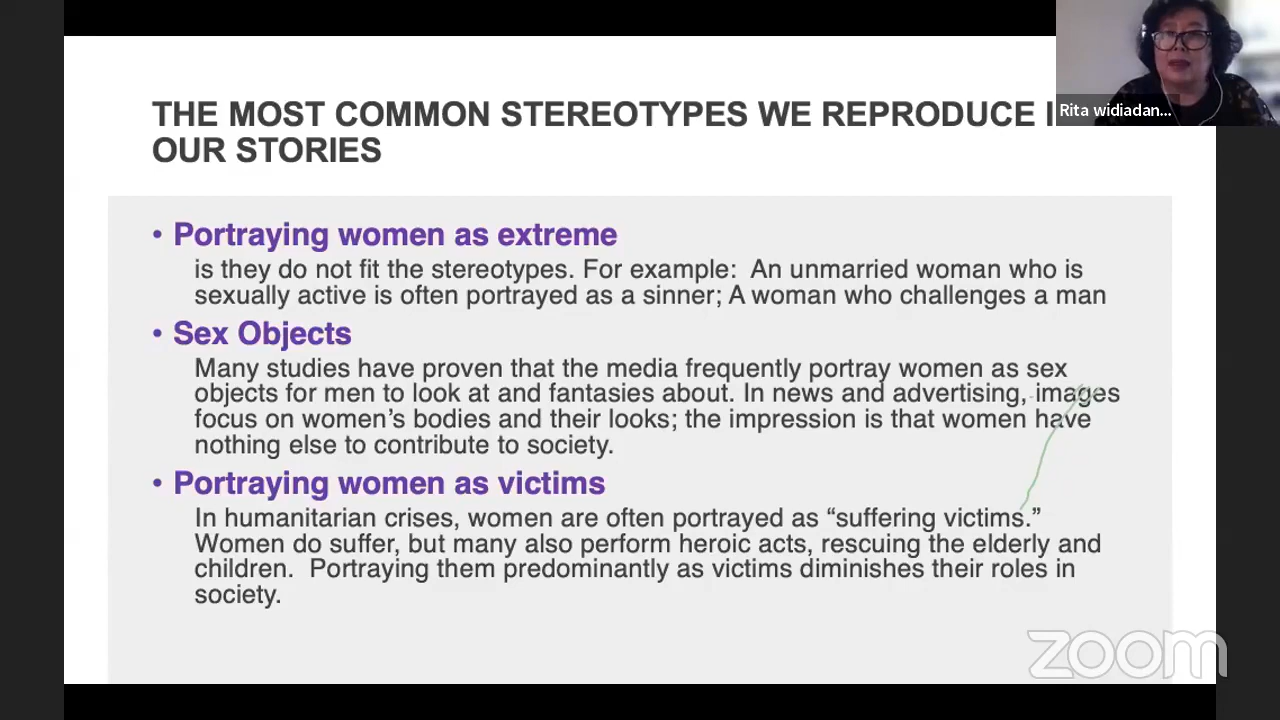 THE MOST COMMON STEREOTYPES WE REPRODUCE
OUR STORIES
Rita widiadan...
• Portraying women as extreme
is they do not fit the stereotypes. For example: An unmarried woman who is
sexually active is often portrayed as a sinner; A woman who challenges a man
• Sex Objects
Many studies have proven that the media frequently portray women as sex
objects for men to look at and fantasies about. In news and advertising, images
focus on women’s bodies and their looks; the impression is that women have
nothing else to contribute to society.
• Portraying women as victims
In humanitarian crises, women are often portrayed as “suffering victims.”
Women do suffer, but many also perform heroic acts, rescuing the elderly and
children. Portraying them predominantly as victims diminishes their roles in
society.
zoom